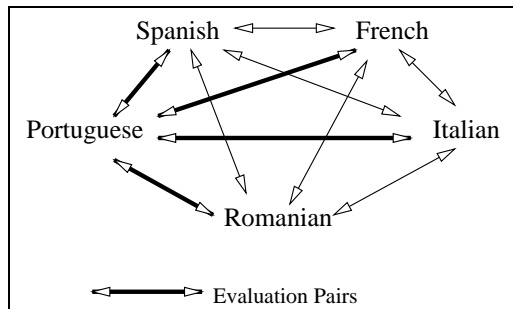 Spanish French
Portuguese Italian
Romanian
Evaluation Pairs